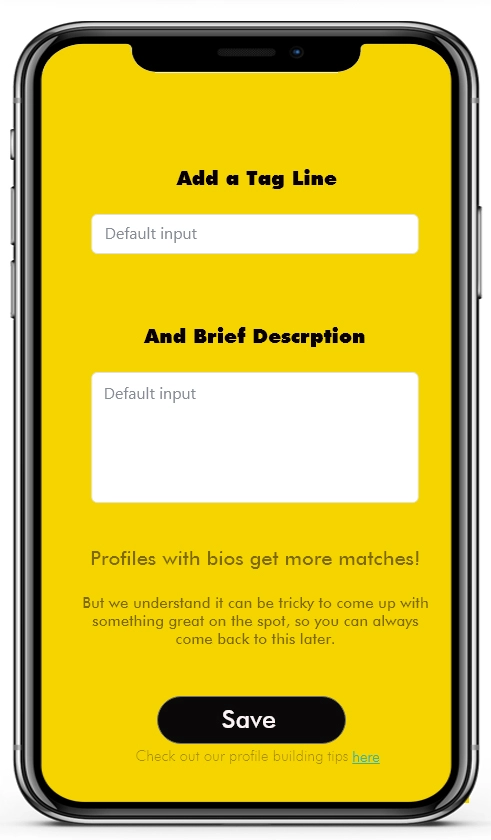 Add a Tag Line
Default input
And Brief Descrption
Default input
Profiles with bios get more matches!
But we understand it can be tricky to come up with
something great on the spot, so you can always
come back to this later.
Save
Check out our profile building tips here